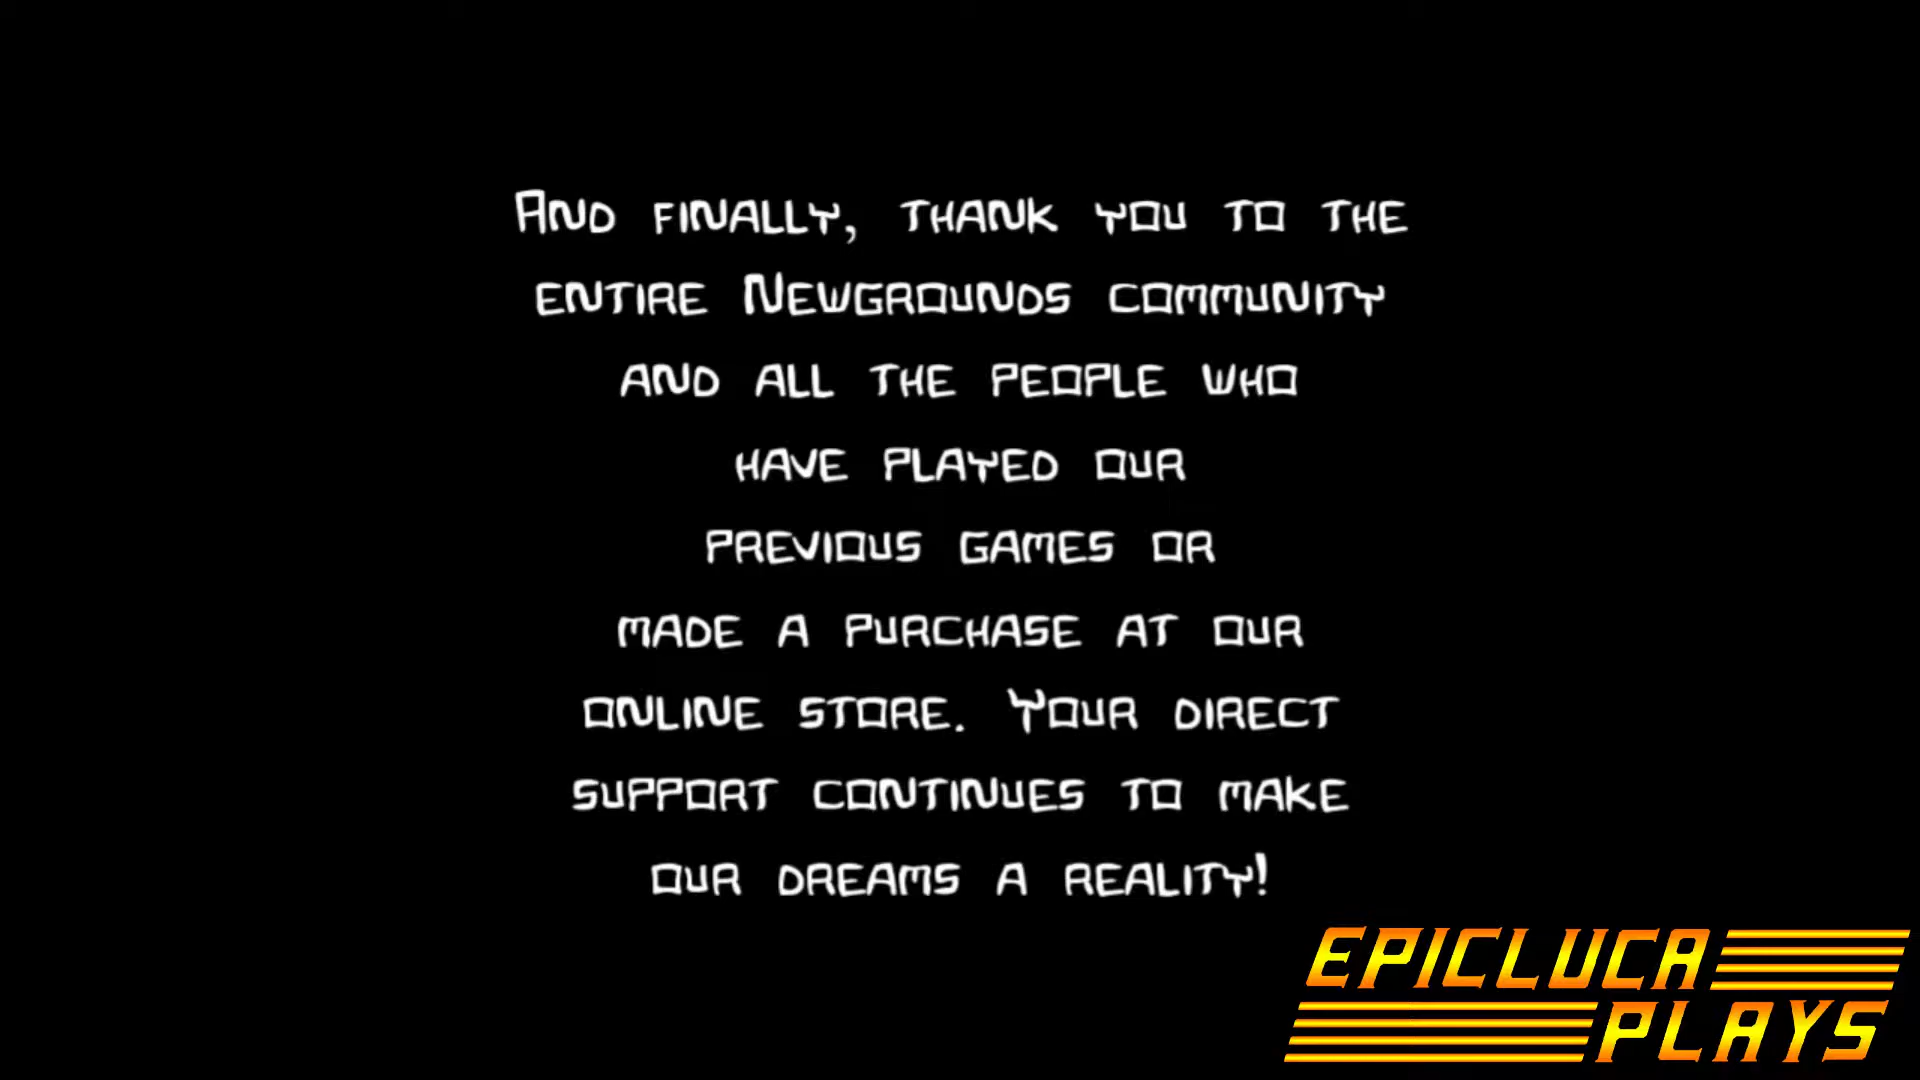 And finally, thank you to the
entire Newgrounds community
and all the people who
have played our
previous games or
made a purchase at our
online store. Your direct
support continues to make
our dreams a reality!
EPICLUCA
PLAYS